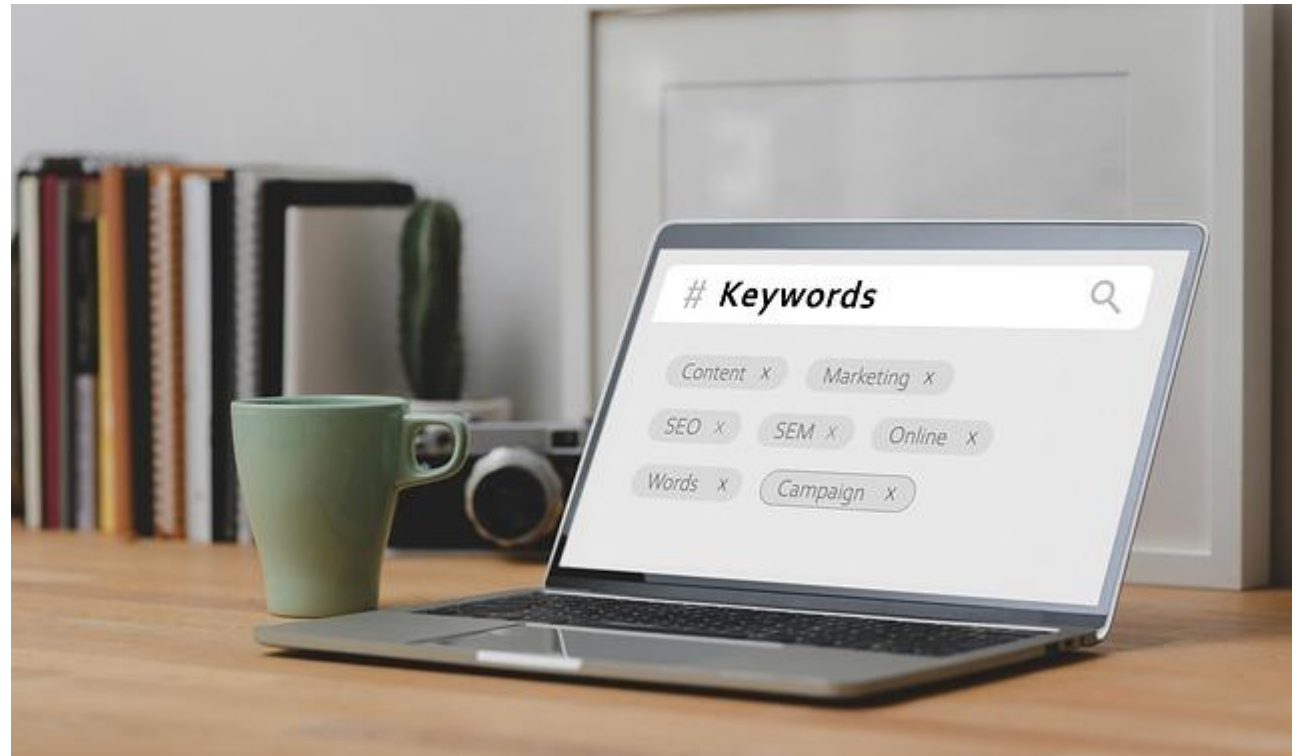 # Keywords
Content x Marketing x
SEO x SEM x Online x
Words x Campaign x